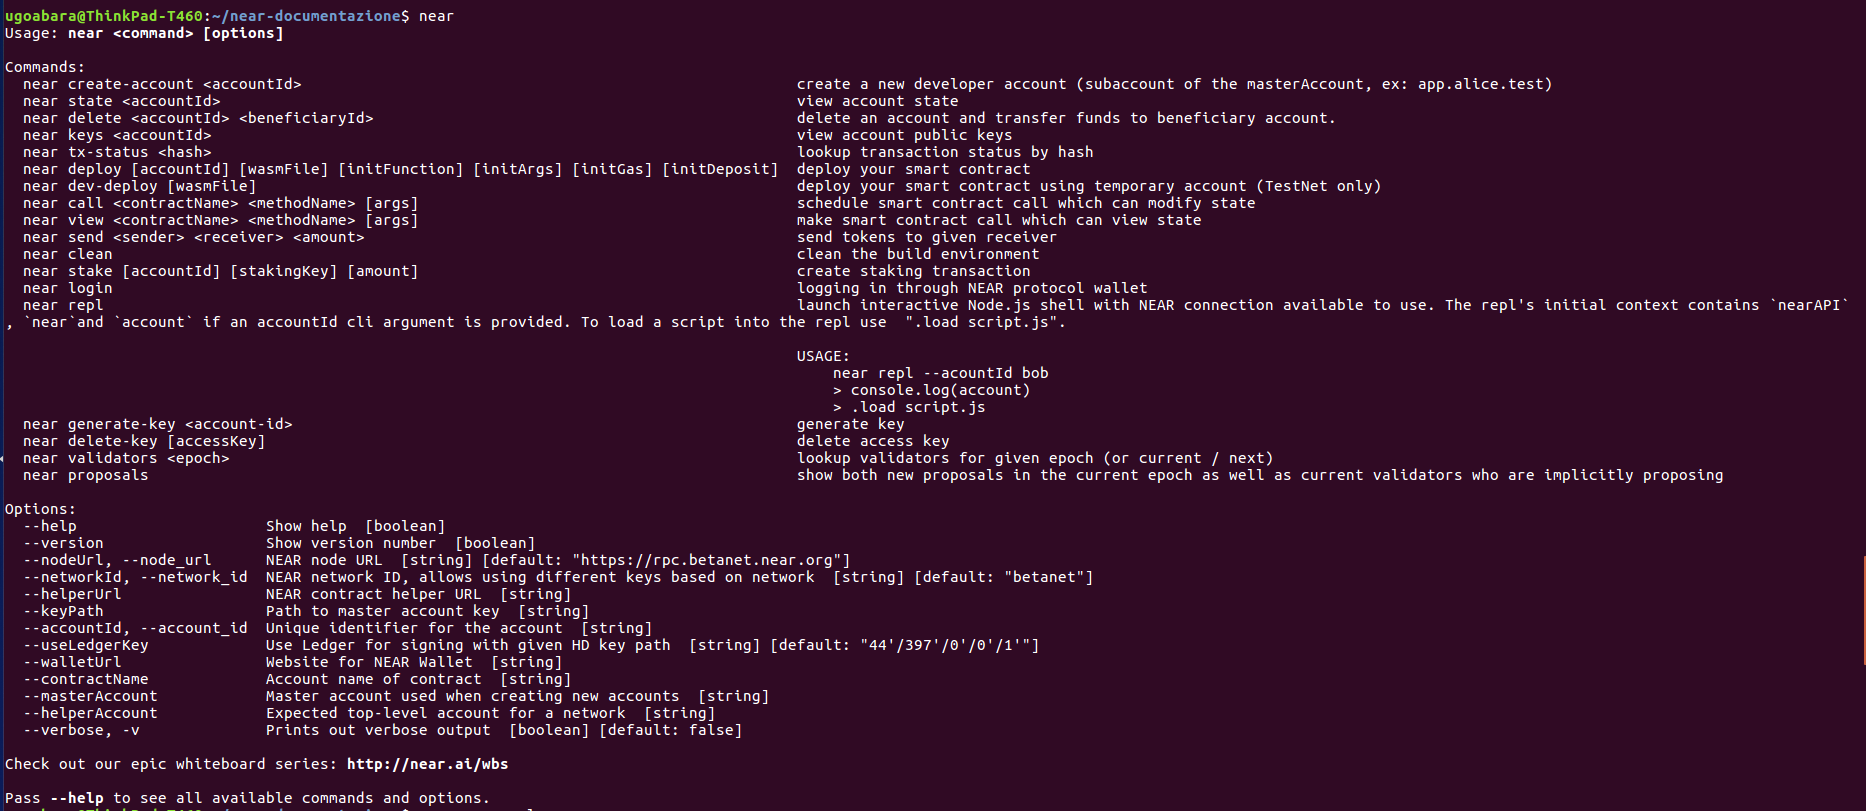 ugoabara@ThinkPad-T460:~/near-documentazione$ near
Usage: near <command> [options]
Commands:
near create-account <accountId> create a new developer account (subaccount of the masterAccount, ex: app.alice.test)
near state <accountId> view account state
near delete <accountId> <beneficiaryId> delete an account and transfer funds to beneficiary account.
near keys <accountId> view account public keys
near tx-status <hash> lookup transaction status by hash
near deploy [accountId] [wasmFile] [initFunction] [initArgs] [initGas] [initDeposit] deploy your smart contract
near dev-deploy [wasmFile] deploy your smart contract using temporary account (TestNet only)
near call <contractName> <methodName> [args] schedule smart contract call which can modify state
near view <contractName> <methodName> [args] make smart contract call which can view state
near send <sender> <receiver> <amount> send tokens to given receiver
near clean clean the build environment
near stake [accountId] [stakingKey] [amount] create staking transaction
near login logging in through NEAR protocol wallet
near repl launch interactive Node.js shell with NEAR connection available to use. The repl's initial context contains `nearAPI`
, `near`and `account` if an accountId cli argument is provided. To load a script into the repl use  ".load script.js".
USAGE:
near repl --acountId bob
> console.log(account)
> .load script.js
near generate-key <account-id> generate key
near delete-key [accessKey] delete access key
near validators <epoch> lookup validators for given epoch (or current / next)
near proposals show both new proposals in the current epoch as well as current validators who are implicitly proposing
Options:
--help Show help  [boolean]
--version Show version number  [boolean]
--nodeUrl, --node_url NEAR node URL  [string] [default: "https://rpc.betanet.near.org"]
--networkId, --network_id NEAR network ID, allows using different keys based on network  [string] [default: "betanet"]
--helperUrl NEAR contract helper URL  [string]
--keyPath Path to master account key  [string]
--accountId, --account_id Unique identifier for the account  [string]
--useLedgerKey Use Ledger for signing with given HD key path  [string] [default: "44'/397'/0'/0'/1'"]
--walletUrl Website for NEAR Wallet  [string]
--contractName Account name of contract  [string]
--masterAccount Master account used when creating new accounts  [string]
--helperAccount Expected top-level account for a network  [string]
--verbose, -v Prints out verbose output  [boolean] [default: false]
Check out our epic whiteboard series: http://near.ai/wbs
Pass --help to see all available commands and options.